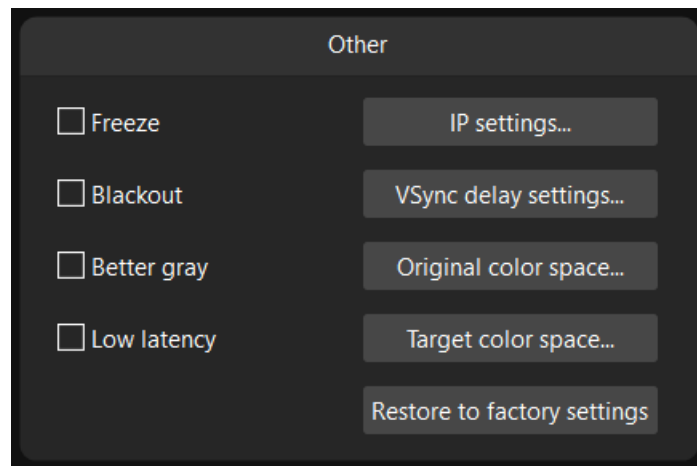 Other
Freeze
IP settings...
Blackout
VSync delay settings...
Better gray
Original color space...
Low latency
Target color space...
Restore to factory settings